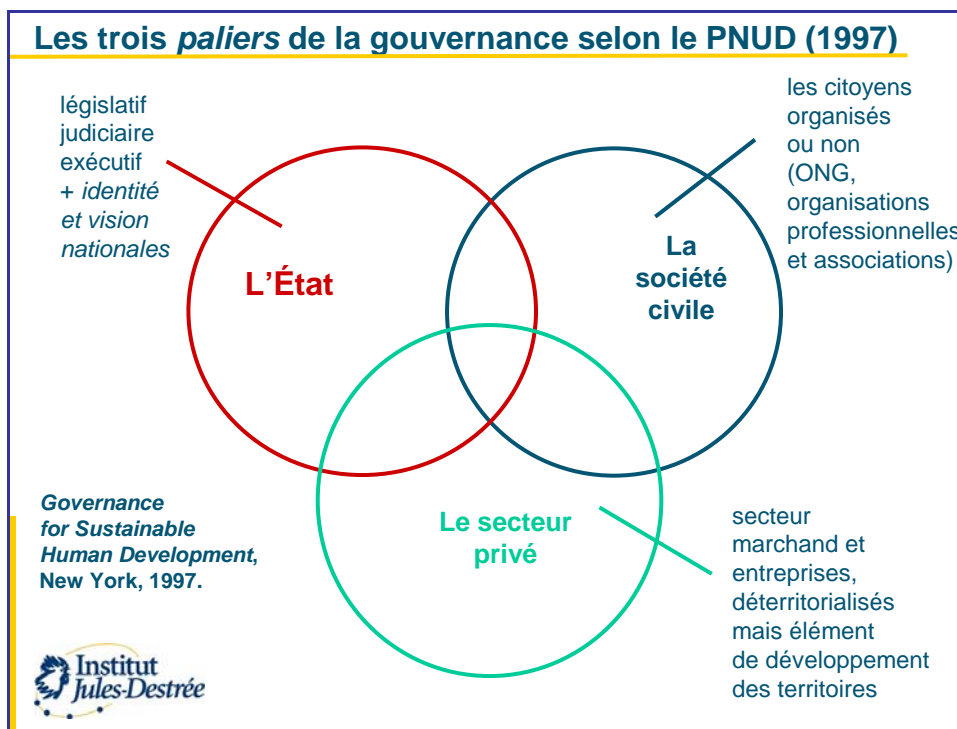 Les trois paliers de la gouvernance selon le PNUD (1997)
législatif
judiciaire
exécutif
+ identité
et vision
nationales
les citoyens
organisés
ou non
(ONG,
organisations
professionnelles
et associations)
L'État
La
société
civile
Le secteur
privé
Governance
for Sustainable
Human Development,
New York, 1997.
secteur
marchand et
entreprises,
déterritorialisés
mais élément
de développement
des territoires
Institut
Jules-Destrée